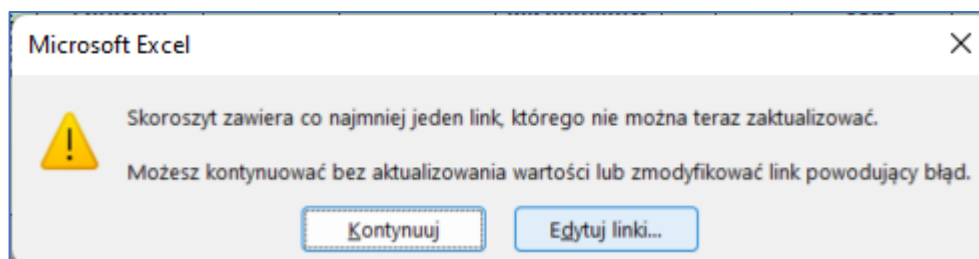 Microsoft Excel
Skoroszyt zawiera co najmniej jeden link, którego nie można teraz zaktualizować.
Możesz kontynuować bez aktualizowania wartości lub zmodyfikować link powodujący błąd.
Kontynuuj
Edytuj linki...